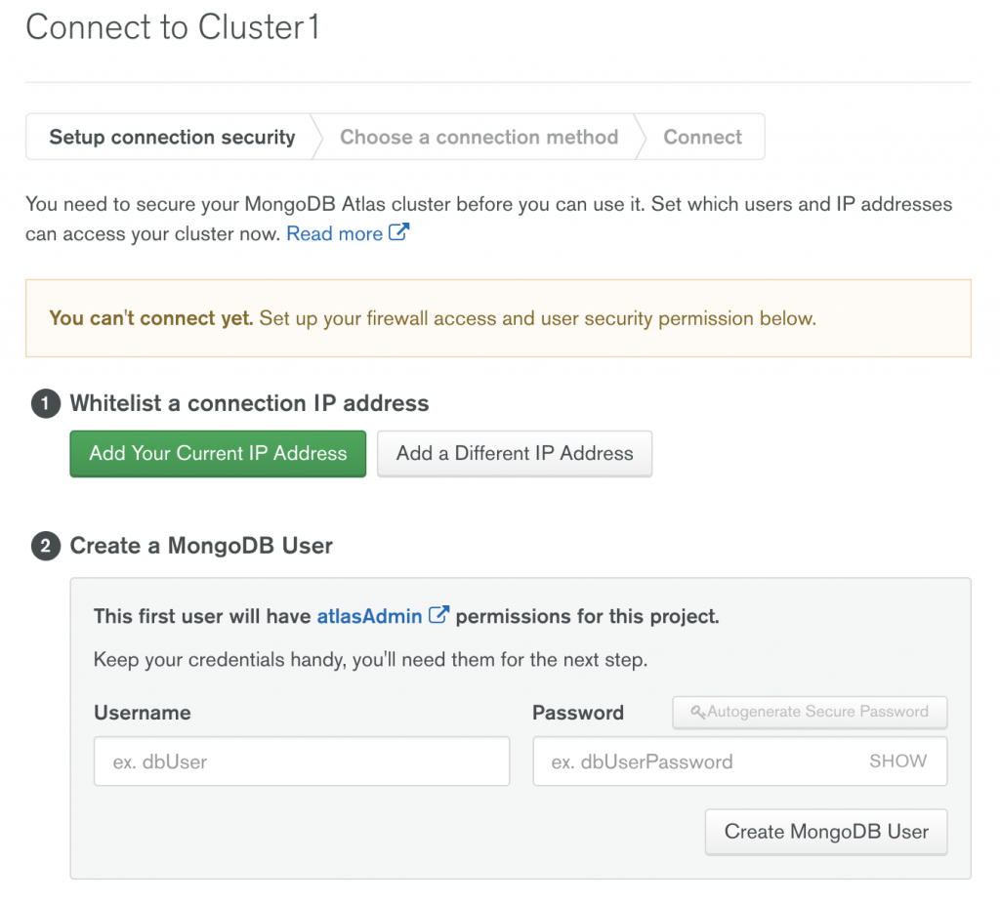 Connect to Cluster1
Setup connection security
Choose a connection method
Connect
You need to secure your MongoDB Atlas cluster before you can use it. Set which users and IP addresses
can access your cluster now. Read more
You can't connect yet. Set up your firewall access and user security permission below.
1 Whitelist a connection IP address
Add Your Current IP Address
Add a Different IP Address
2 Create a MongoDB User
This first user will have atlasAdmin permissions for this project.
Keep your credentials handy, you'll need them for the next step.
Username
Password
Autogenerate Secure Password
ex. dbUser
ex. dbUserPassword
SHOW
Create MongoDB User